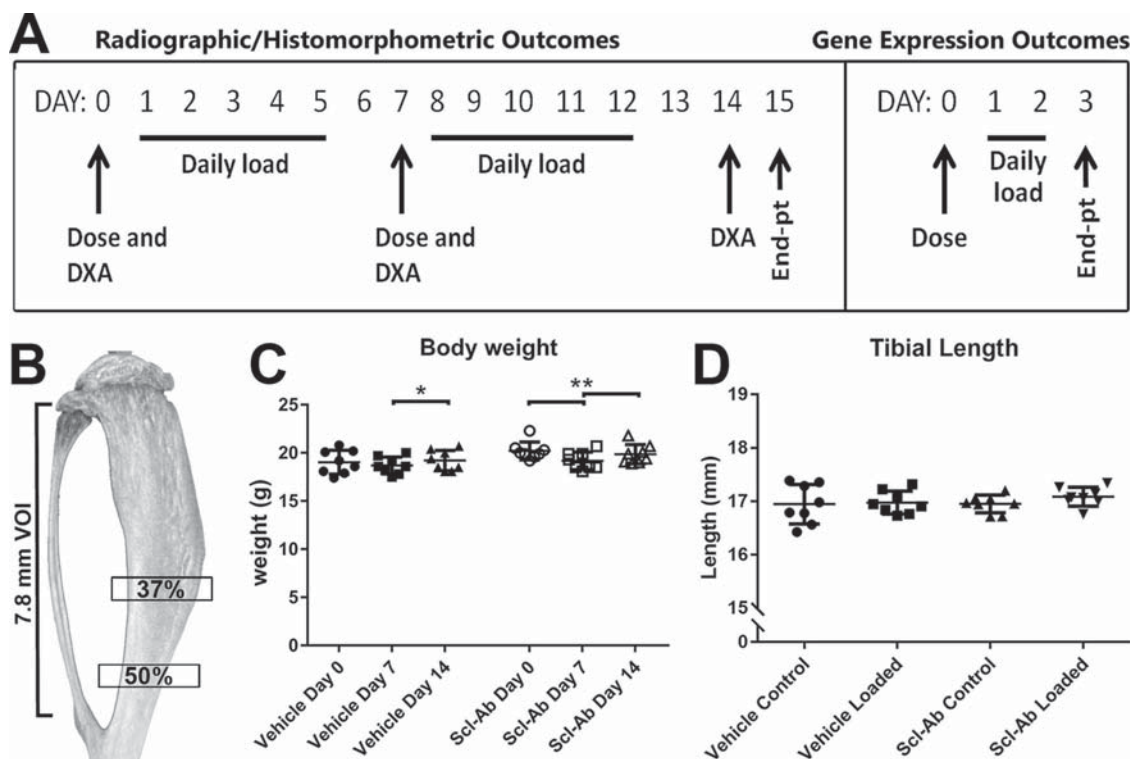 A
Radiographic/Histomorphometric Outcomes
Gene Expression Outcomes
DAY: 0 1 2 3 4 5 6 7 8 9 10 11 12 13 14 15
Daily load
Daily load
Dose and
DXA
Dose and
DXA
DXA
End-pt
DAY: 0 1 2 3
Daily
load
Dose
End-pt
B
7.8 mm VOI
37%
50%
C
Body weight
weight (g)
25
20
15
10
5
0
*
**
Vehicle Day 0
Vehicle Day 7
Vehicle Day 14
Scl-Ab Day 0
Scl-Ab Day 7
Scl-Ab Day 14
D
Tibial Length
Length (mm)
19
18
17
16
15
0
Vehicle Control
Vehicle Loaded
Scl-Ab Control
Scl-Ab Loaded